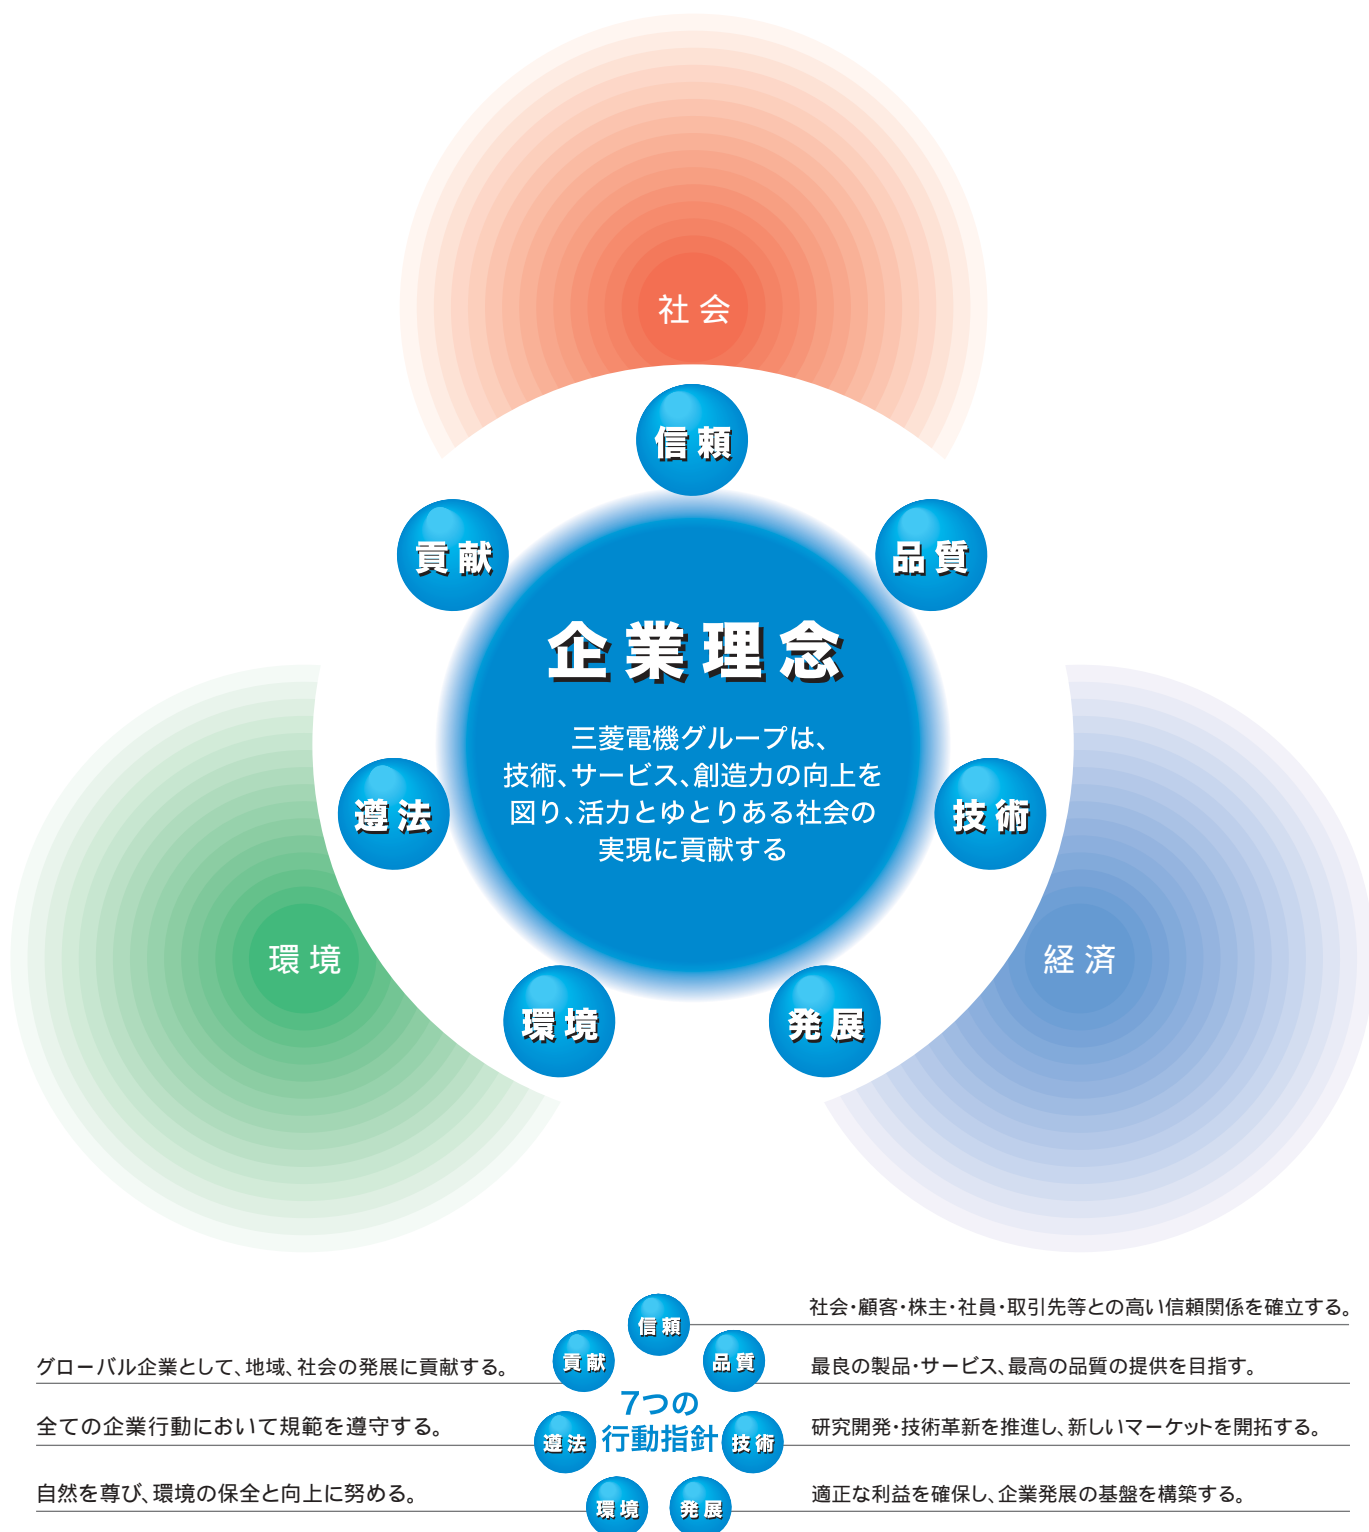 社会
信頼
貢献
品質
企業理念
三菱電機グループは、
技術、サービス、創造力の向上を
図り、活力とゆとりある社会の
実現に貢献する
遵法
技術
環境
経済
環境
発展
社会・顧客・株主・社員・取引先等との高い信頼関係を確立する。
信頼
貢献
品質
グローバル企業として、地域、社会の発展に貢献する。
最良の製品・サービス、最高の品質の提供を目指す。
7つの
行動指針
全ての企業行動において規範を遵守する。
遵法
技術
研究開発・技術革新を推進し、新しいマーケットを開拓する。
自然を尊び、環境の保全と向上に努める。
環境
発展
適正な利益を確保し、企業発展の基盤を構築する。